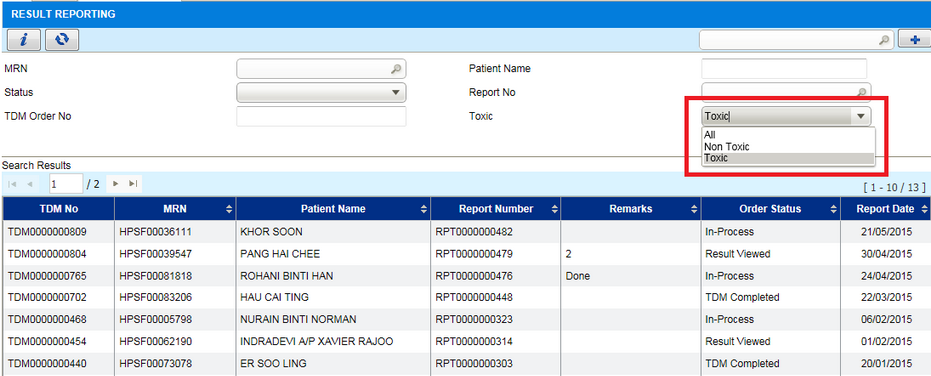 RESULT REPORTING
i
MRN Patient Name
Status Report No
TDM Order No Toxic Toxic
All
Non Toxic
Toxic
Search Results
1 / 2 [ 1 - 10 / 13 ]
TDM No MRN Patient Name Report Number Remarks Order Status Report Date
TDM0000000809 HPSF00036111 KHOR SOON RPT0000000482 In-Process 21/05/2015
TDM0000000804 HPSF00039547 PANG HAI CHEE RPT0000000479 2 Result Viewed 30/04/2015
TDM0000000765 HPSF00081818 ROHANI BINTI HAN RPT0000000476 Done In-Process 24/04/2015
TDM0000000702 HPSF00083206 HAU CAI TING RPT0000000448 TDM Completed 22/03/2015
TDM0000000468 HPSF00005798 NURAIN BINTI NORMAN RPT0000000323 In-Process 06/02/2015
TDM0000000454 HPSF00062190 INDRADEVI A/P XAVIER RAJOO RPT0000000314 Result Viewed 01/02/2015
TDM0000000440 HPSF00073078 ER SOO LING RPT0000000303 TDM Completed 20/01/2015